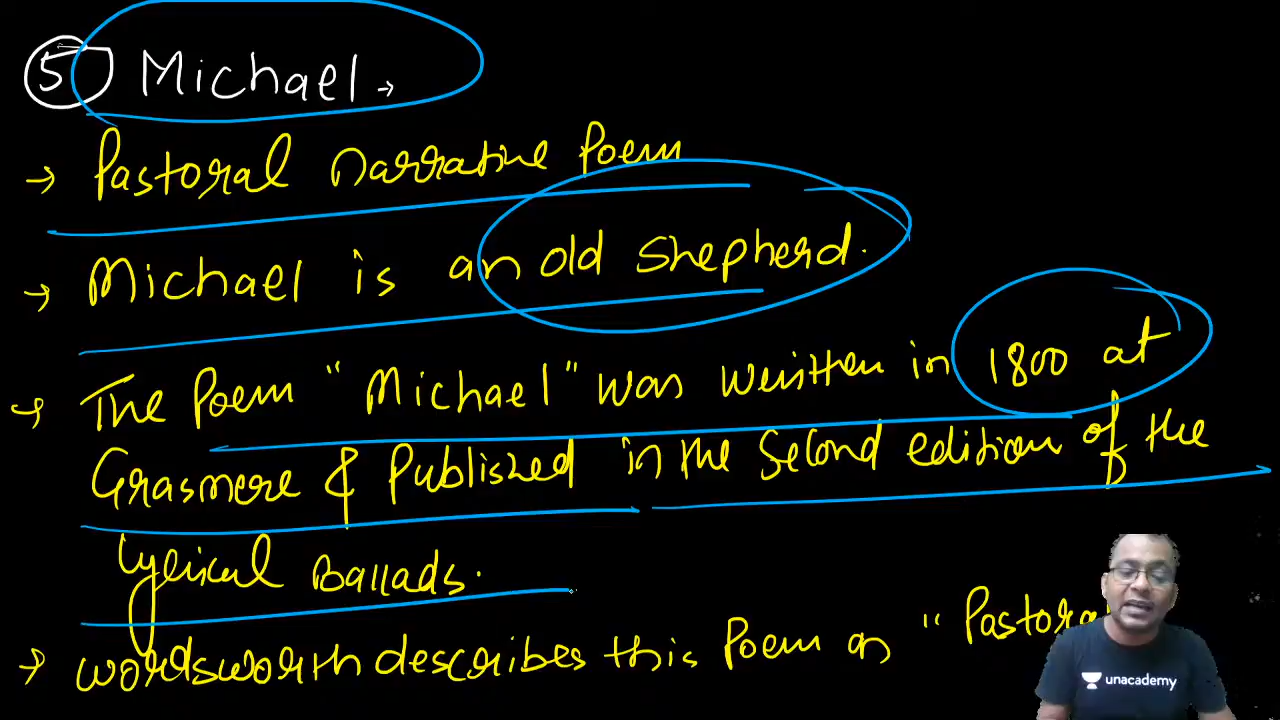 5 Michael →
→ Pastoral narrative Poem
→ Michael is an old Shepherd.
→ The Poem "Michael" was written in 1800 at
Grasmere & Published in the Second edition of the
Lyrical Ballads.
→ wordsworth describes this Poem as "Pastoral
unacademy